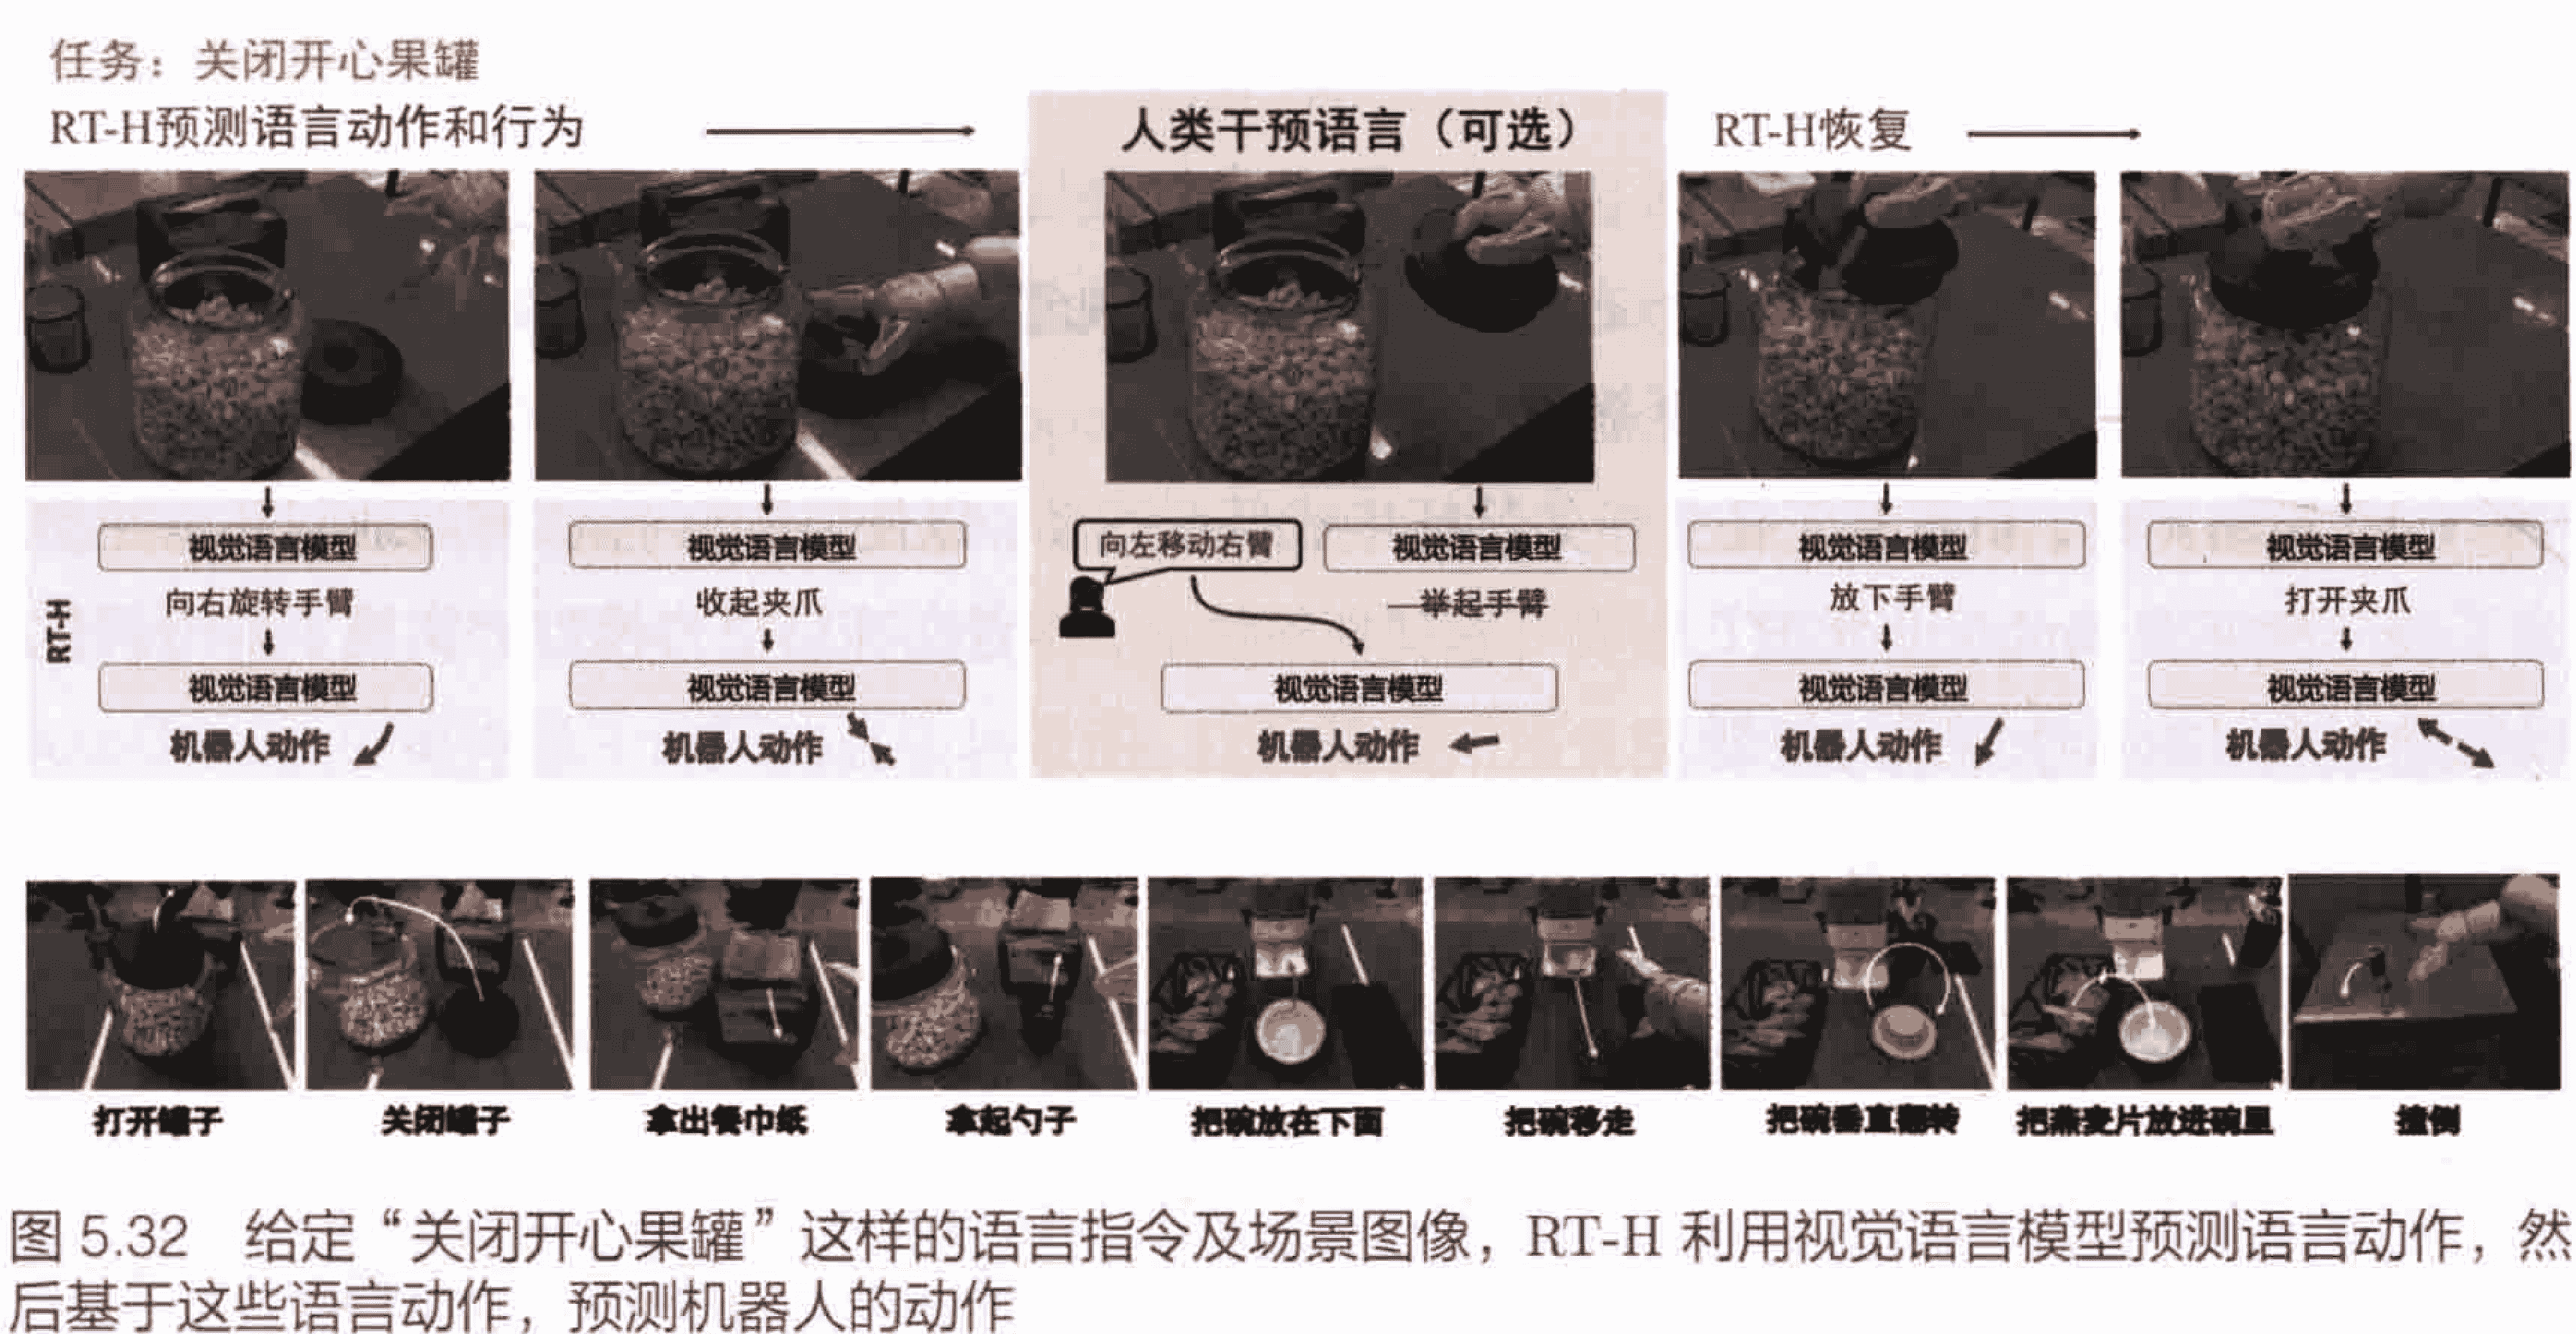 任务：关闭开心果罐
RT-H预测语言动作和行为
人类干预语言（可选）
RT-H恢复
视觉语言模型
视觉语言模型
向左移动右臂
视觉语言模型
视觉语言模型
视觉语言模型
RT-H
向右旋转手臂
收起夹爪
举起手臂
放下手臂
打开夹爪
视觉语言模型
视觉语言模型
视觉语言模型
视觉语言模型
视觉语言模型
机器人动作
机器人动作
机器人动作
机器人动作
机器人动作
打开罐子
关闭罐子
拿出餐巾纸
拿起勺子
把碗放在下面
把碗移走
把碗垂直翻转
把燕麦片放进碗里
撞倒
图 5.32 给定“关闭开心果罐”这样的语言指令及场景图像，RT-H 利用视觉语言模型预测语言动作，然
后基于这些语言动作，预测机器人的动作